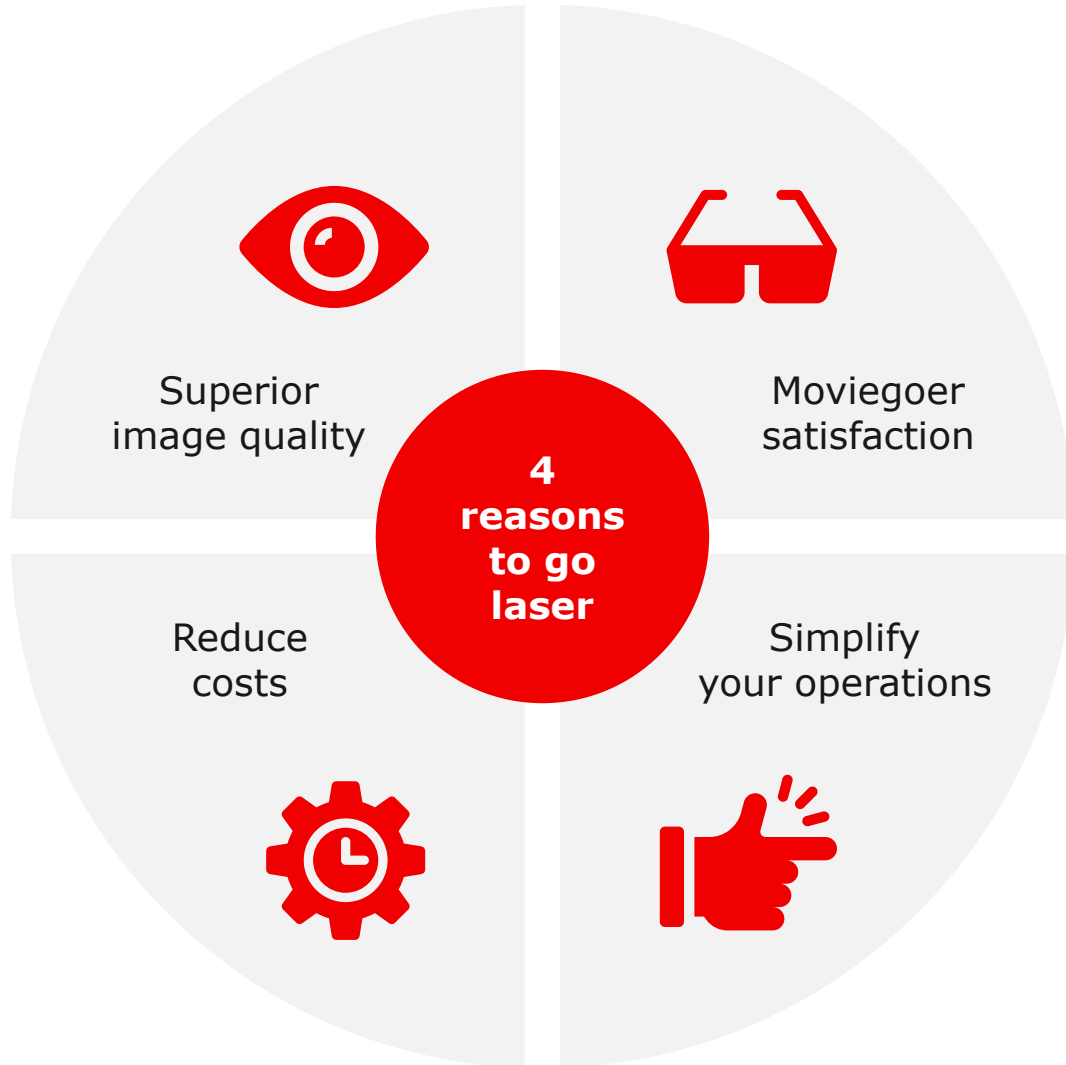 Superior
image quality
Moviegoer
satisfaction
4
reasons
to go
laser
Reduce
costs
Simplify
your operations